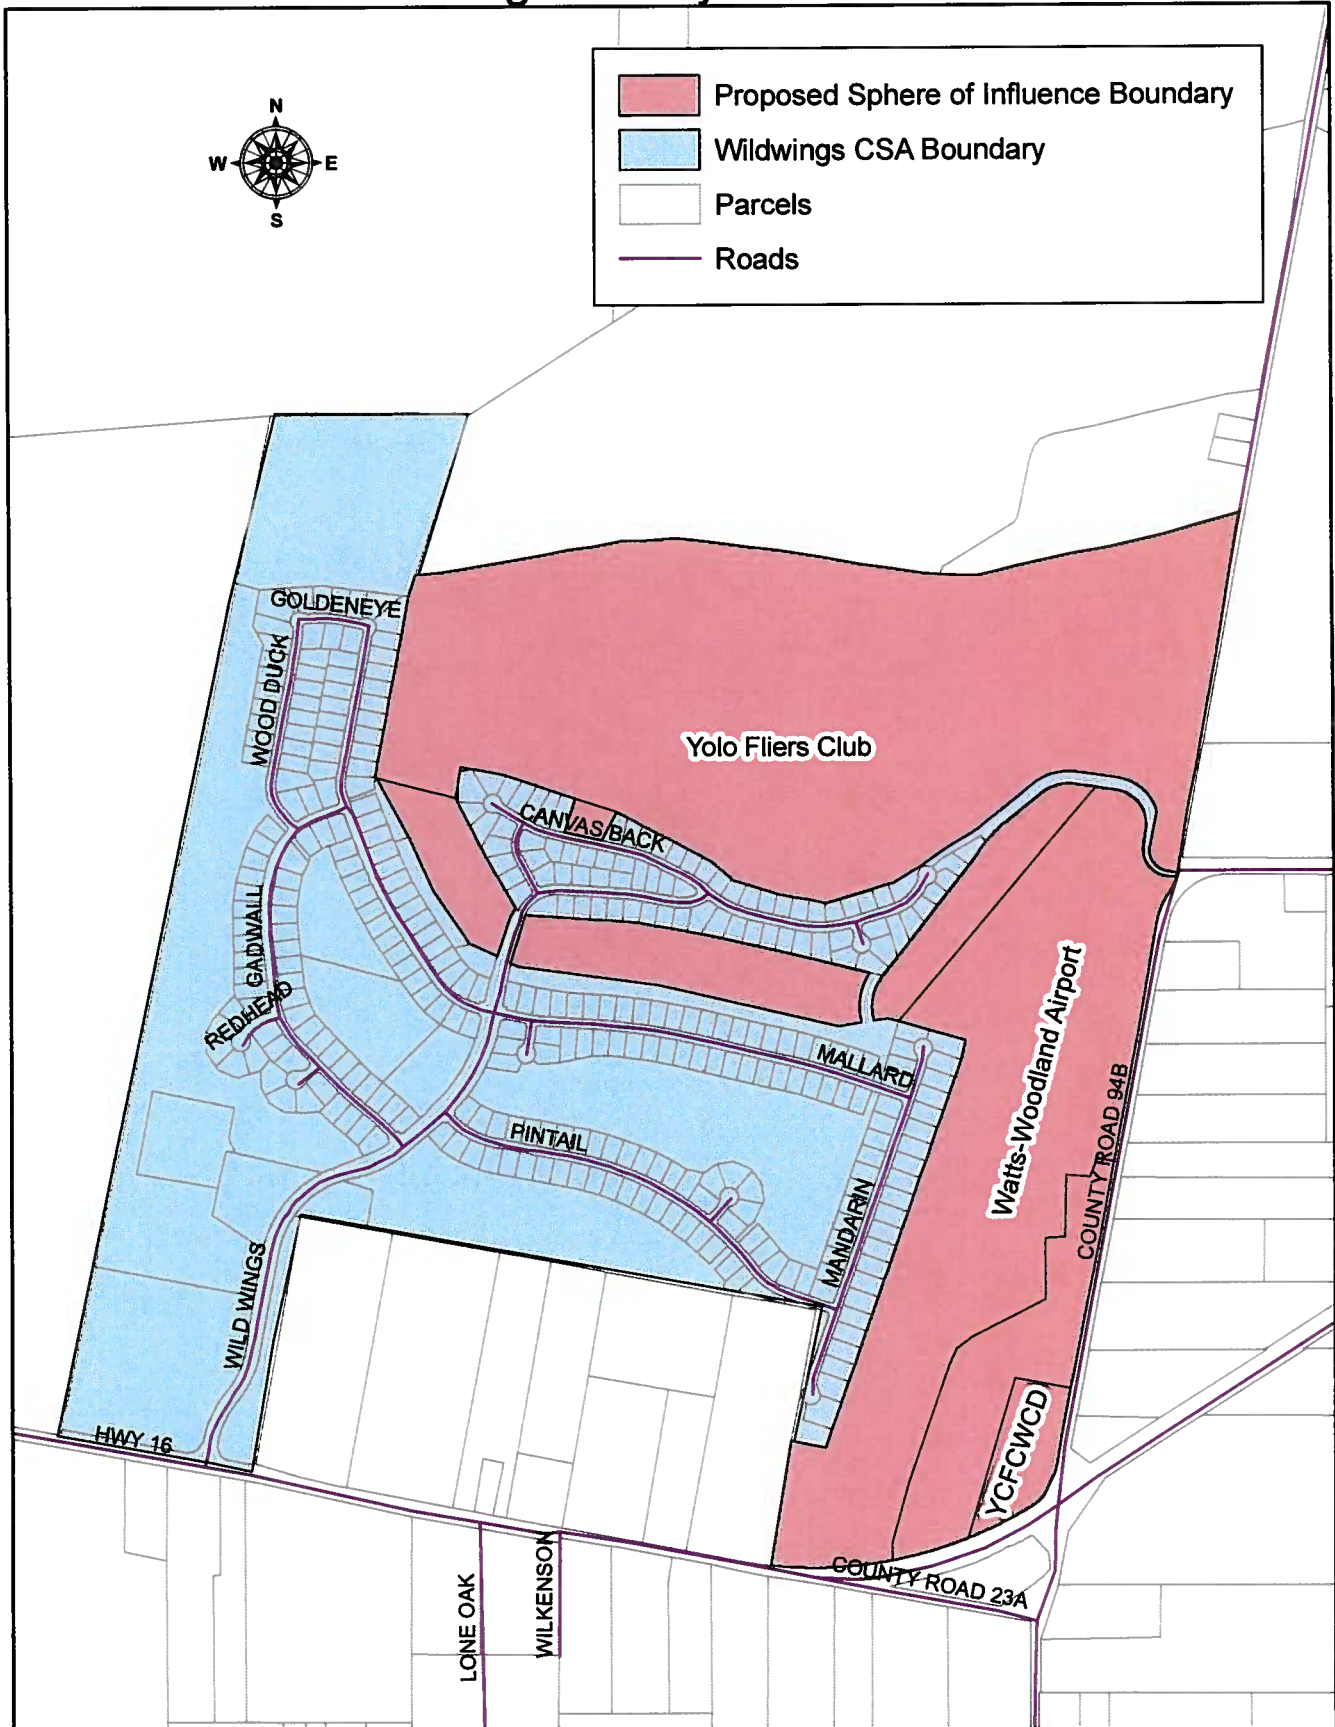 N
W E
S
Proposed Sphere of Influence Boundary
Wildwings CSA Boundary
Parcels
Roads
GOLDENEYE
WOOD DUCK
Yolo Fliers Club
CANVAS BACK
GADWALL
REDHEAD
MALLARD
Watts-Woodland Airport
COUNTY ROAD 94B
PINTAIL
MANDARIN
WILD WINGS
YCFCWCD
HWY 16
COUNTY ROAD 23A
LONE OAK
WILKENSON